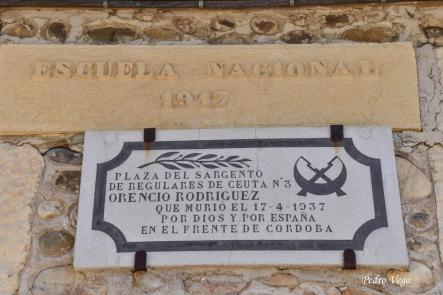 ESCUELA NACIONAL
1917
PLAZA DEL SARGENTO
DE REGULARES DE CEUTA Nº3
ORENCIO RODRIGUEZ
QUE MURIÓ EL 17-4-1937
POR DIOS Y POR ESPAÑA
EN EL FRENTE DE CORDOBA
Pedro Vega